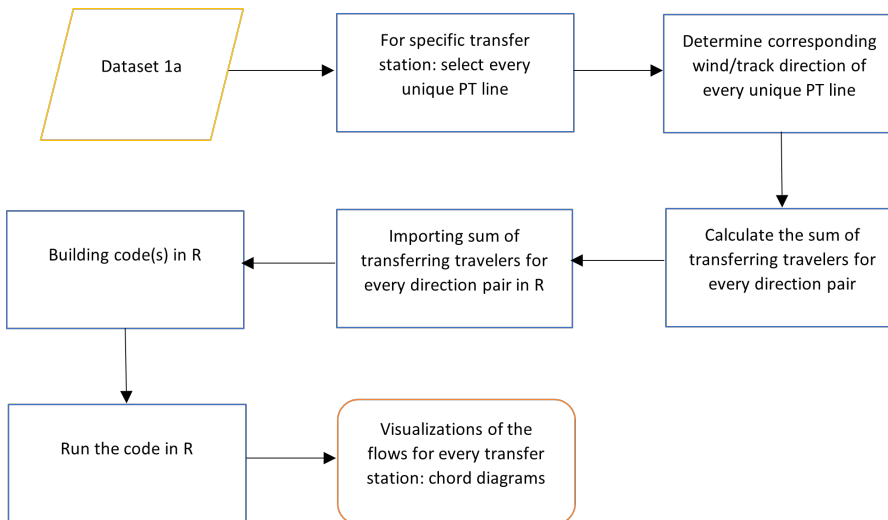 Dataset 1a
For specific transfer
station: select every
unique PT line
Determine corresponding
wind/track direction of
every unique PT line
Calculate the sum of
transferring travelers for
every direction pair
Importing sum of
transferring travelers for
every direction pair in R
Building code(s) in R
Run the code in R
Visualizations of the
flows for every transfer
station: chord diagrams